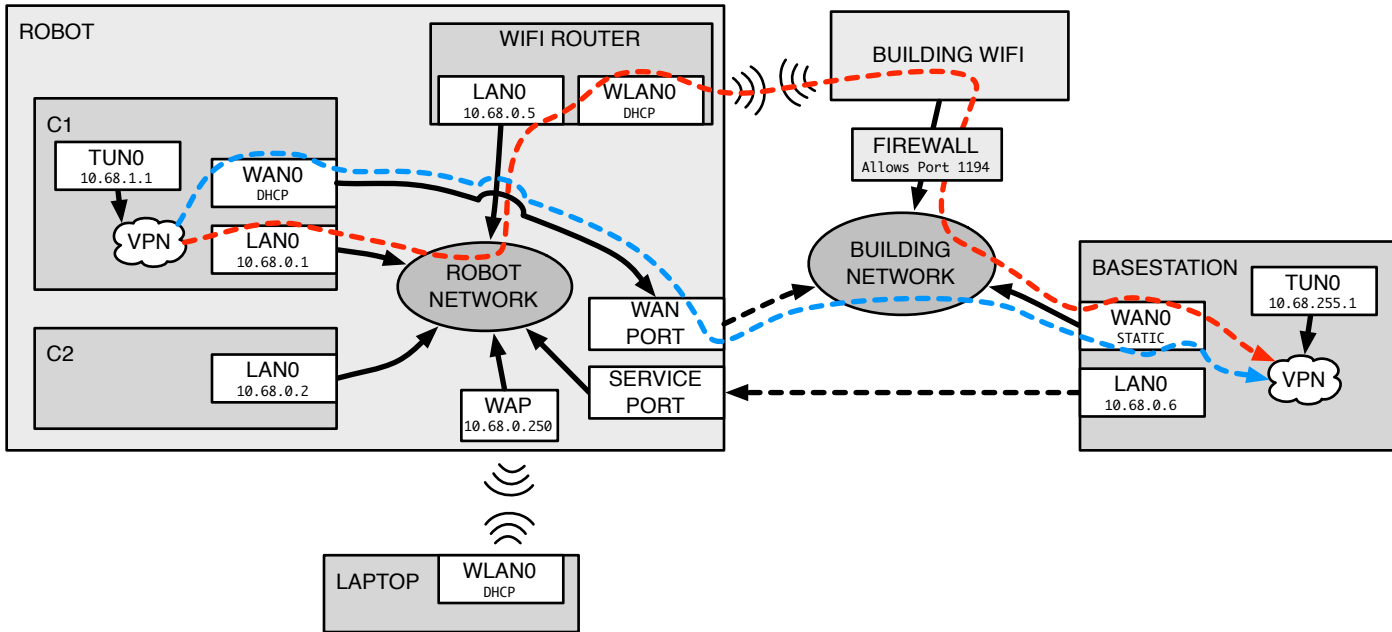 ROBOT
WIFI ROUTER
LAN0
10.68.0.5
WLAN0
DHCP
BUILDING WIFI
FIREWALL
Allows Port 1194
C1
TUN0
10.68.1.1
VPN
WAN0
DHCP
LAN0
10.68.0.1
ROBOT
NETWORK
BUILDING
NETWORK
WAN
PORT
SERVICE
PORT
BASESTATION
TUN0
10.68.255.1
WAN0
STATIC
VPN
LAN0
10.68.0.6
C2
LAN0
10.68.0.2
WAP
10.68.0.250
LAPTOP
WLAN0
DHCP